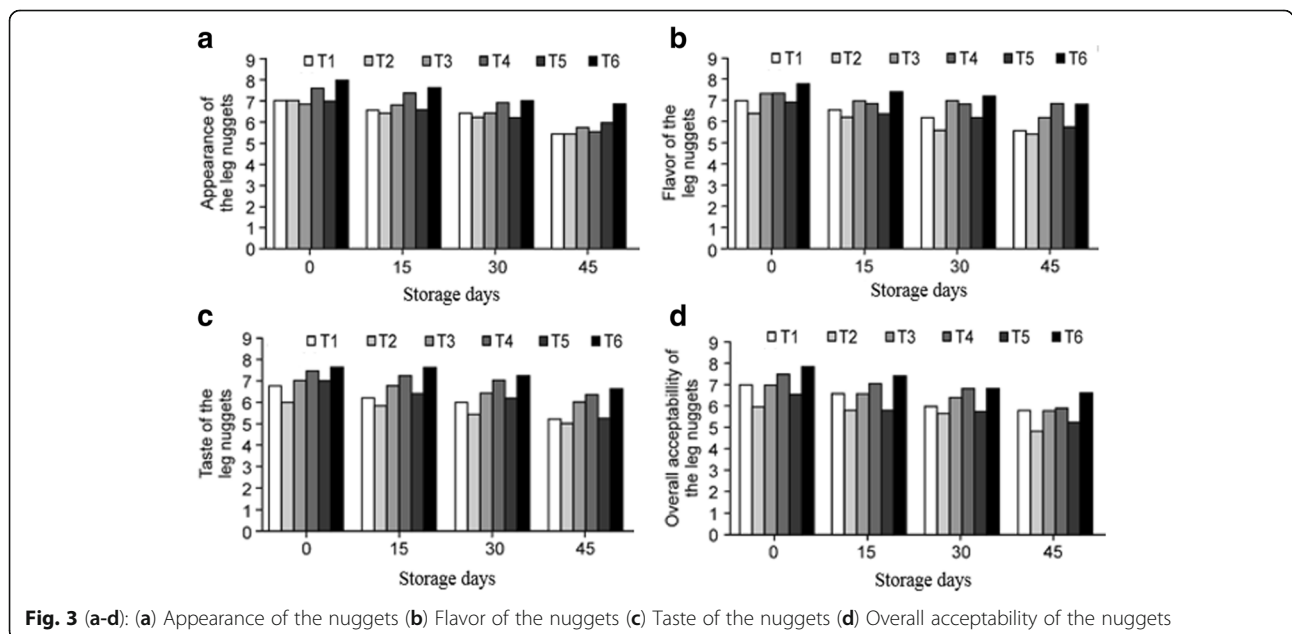 a
T1 T2 T3 T4 T5 T6
9
8
7
6
5
4
3
2
1
0
Appearance of
the leg nuggets
0 15 30 45
Storage days
b
T1 T2 T3 T4 T5 T6
9
8
7
6
5
4
3
2
1
0
Flavor of the
leg nuggets
0 15 30 45
Storage days
c
T1 T2 T3 T4 T5 T6
9
8
7
6
5
4
3
2
1
0
Taste of the
leg nuggets
0 15 30 45
Storage days
d
T1 T2 T3 T4 T5 T6
9
8
7
6
5
4
3
2
1
0
Overall acceptabillity of
the leg nuggets
0 15 30 45
Storage days
Fig. 3 (a-d): (a) Appearance of the nuggets (b) Flavor of the nuggets (c) Taste of the nuggets (d) Overall acceptability of the nuggets